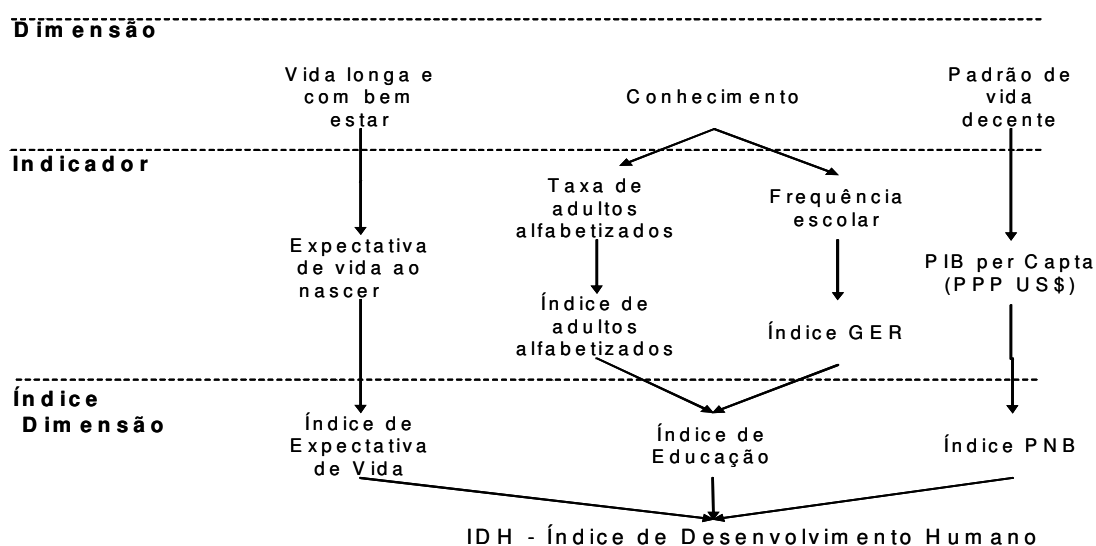 Dimensão
Vida longa e
com bem
estar
Conhecimento
Padrão de
vida
decente
Indicador
Taxa de
adultos
alfabetizados
Frequência
escolar
Expectativa
de vida ao
nascer
PIB per Capta
(PPP US$)
Índice de
adultos
alfabetizados
Índice GER
Índice
Dimensão
Índice de
Expectativa
de Vida
Índice de
Educação
Índice PNB
IDH - Índice de Desenvolvimento Humano